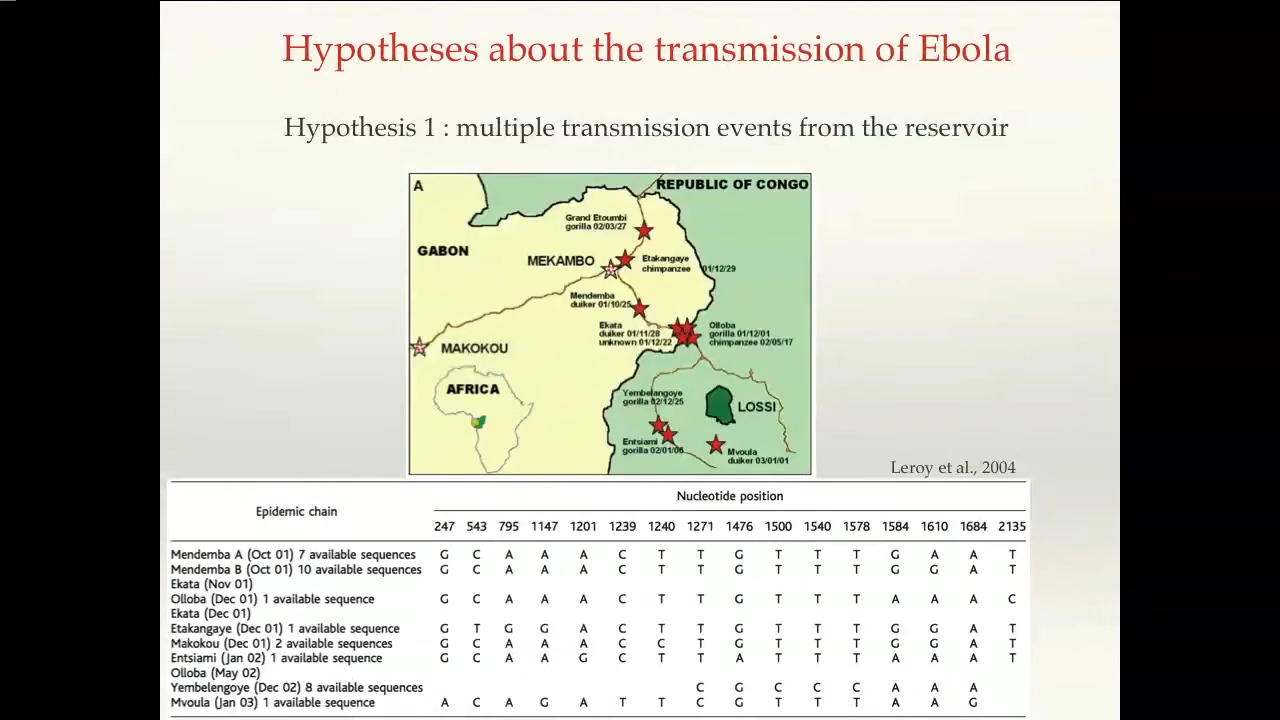 Hypotheses about the transmission of Ebola
Hypothesis 1 : multiple transmission events from the reservoir
A
REPUBLIC OF CONGO
Grand Etoumbi
gorilla 02/03/27
GABON
MEKAMBO
Etakangaye
chimpanzee 01/12/29
Mendemba
duiker 01/10/25
Ekata
duiker 01/11/28
unknown 01/12/22
Olloba
gorilla 01/12/01
chimpanzee 02/05/17
MAKOKOU
AFRICA
Yembelangoye
gorilla 02/12/25
LOSSI
Entsiami
gorilla 02/01/06
Mvoula
duiker 03/01/01
Leroy et al., 2004
Nucleotide position
Epidemic chain
247 543 795 1147 1201 1239 1240 1271 1476 1500 1540 1578 1584 1610 1684 2135
Mendemba A (Oct 01) 7 available sequences G C A A A C T T G T T T G A A T
Mendemba B (Oct 01) 10 available sequences G C A A A C T T G T T T G G A T
Ekata (Nov 01)
Olloba (Dec 01) 1 available sequence G C A A A C T T G T T T A A A C
Ekata (Dec 01)
Etakangaye (Dec 01) 1 available sequence G T G G A C T T G T T T G G A T
Makokou (Dec 01) 2 available sequences G C A A A C C T G T T T G G A T
Entsiami (Jan 02) 1 available sequence G C A A G C T T A T T T A A A T
Olloba (May 02)
Yembelengoye (Dec 02) 8 available sequences C G C C C A A A
Mvoula (Jan 03) 1 available sequence A C A G A T T C G T T T A A G